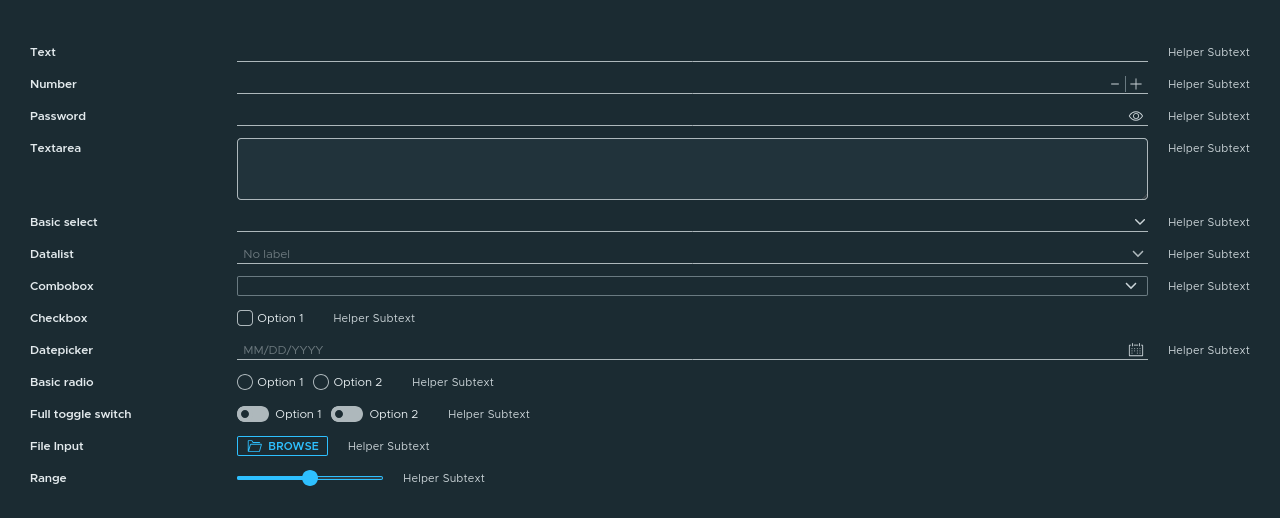 Text Helper Subtext
Number Helper Subtext
Password Helper Subtext
Textarea Helper Subtext
Basic select Helper Subtext
Datalist No label Helper Subtext
Combobox Helper Subtext
Checkbox Option 1 Helper Subtext
Datepicker MM/DD/YYYY Helper Subtext
Basic radio Option 1 Option 2 Helper Subtext
Full toggle switch Option 1 Option 2 Helper Subtext
File Input BROWSE Helper Subtext
Range Helper Subtext